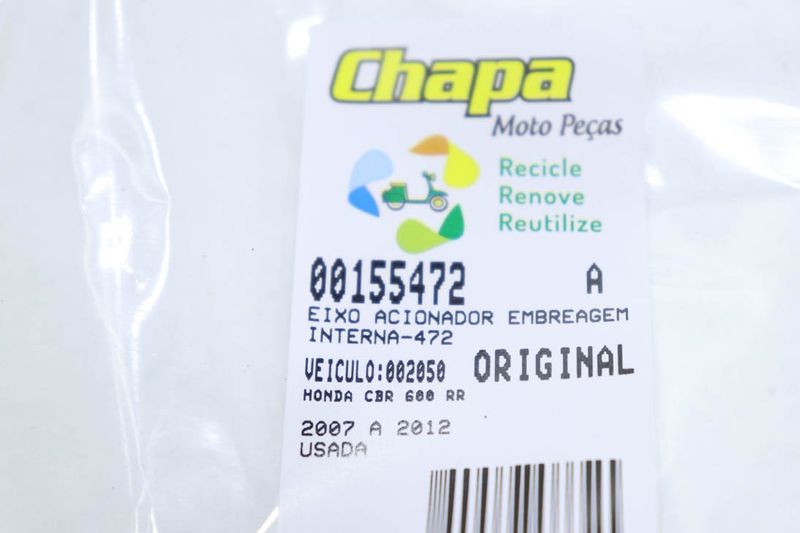 Chapa
Moto Peças
Recicle
Renove
Reutilize
00155472 A
EIXO ACIONADOR EMBREAGEM
INTERNA-472
VEICULO:002050 ORIGINAL
HONDA CBR 600 RR
2007 A 2012
USADA